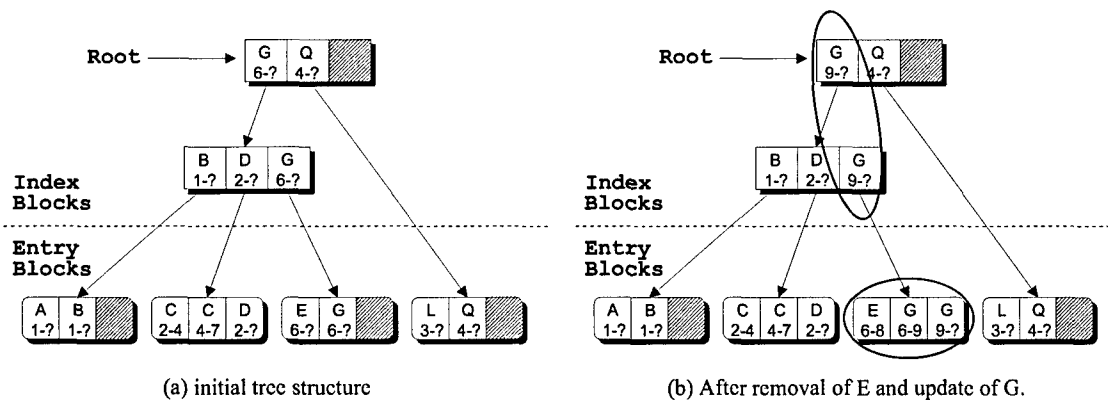 Root
G Q
6-? 4-?
B D G
1-? 2-? 6-?
Index
Blocks
Entry
Blocks
A B
1-? 1-?
C C D
2-4 4-7 2-?
E G
6-? 6-?
L Q
3-? 4-?
(a) initial tree structure
Root
G Q
9-? 4-?
B D G
1-? 2-? 9-?
Index
Blocks
Entry
Blocks
A B
1-? 1-?
C C D
2-4 4-7 2-?
E G G
6-8 6-9 9-?
L Q
3-? 4-?
(b) After removal of E and update of G.